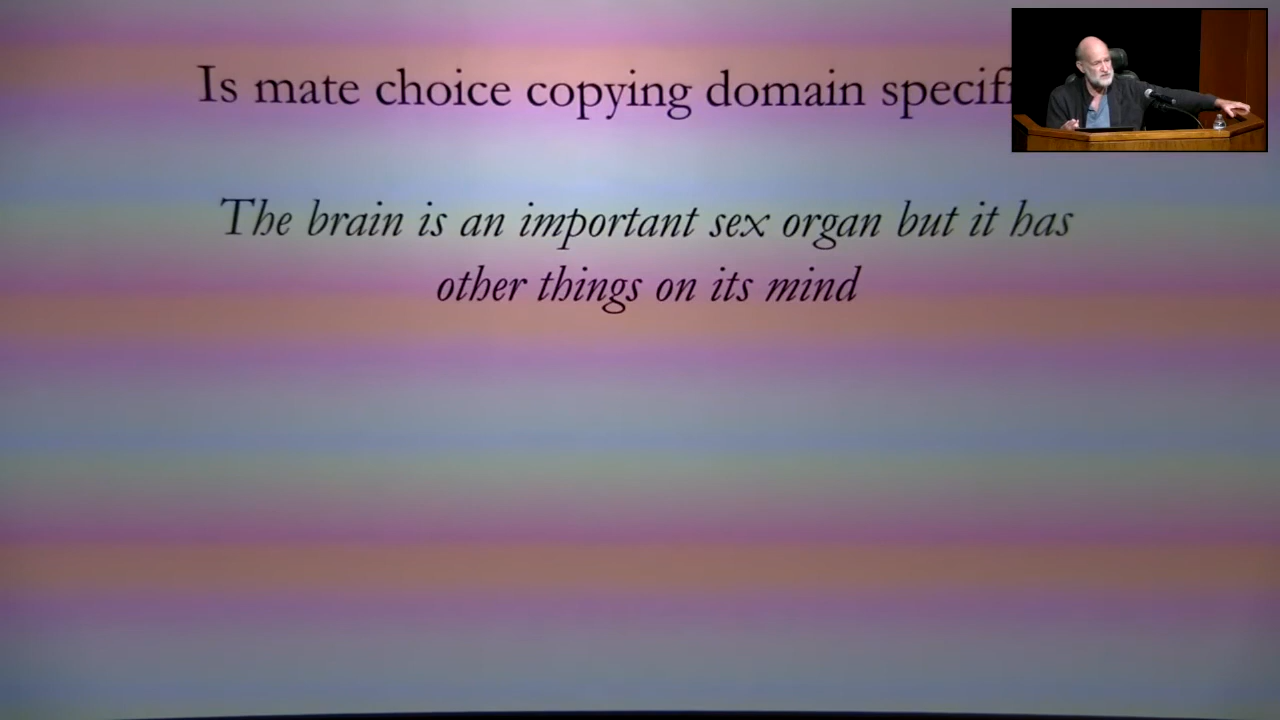 Is mate choice copying domain specifi
The brain is an important sex organ but it has
other things on its mind